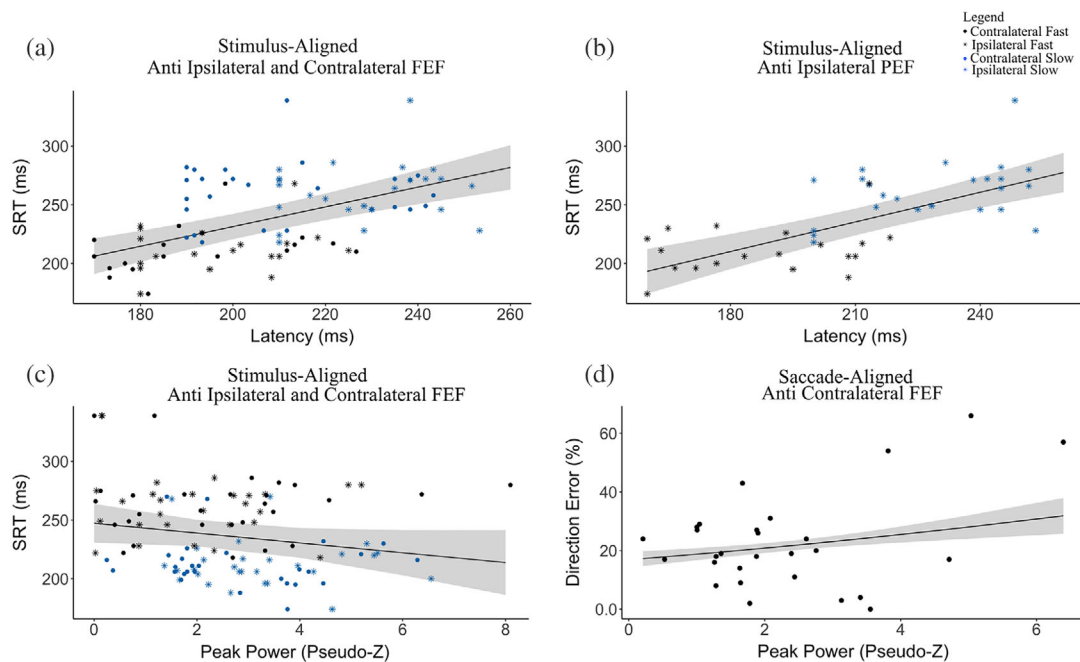 (a)
Stimulus-Aligned
Anti Ipsilateral and Contralateral FEF
SRT (ms)
300
250
200
180
200
220
240
260
Latency (ms)
(b)
Stimulus-Aligned
Anti Ipsilateral PEF
Legend
Contralateral Fast
Ipsilateral Fast
Contralateral Slow
Ipsilateral Slow
SRT (ms)
300
250
200
180
210
240
Latency (ms)
(c)
Stimulus-Aligned
Anti Ipsilateral and Contralateral FEF
SRT (ms)
300
250
200
0
2
4
6
8
Peak Power (Pseudo-Z)
(d)
Saccade-Aligned
Anti Contralateral FEF
Direction Error (%)
60
40
20
0.0
0
2
4
6
Peak Power (Pseudo-Z)